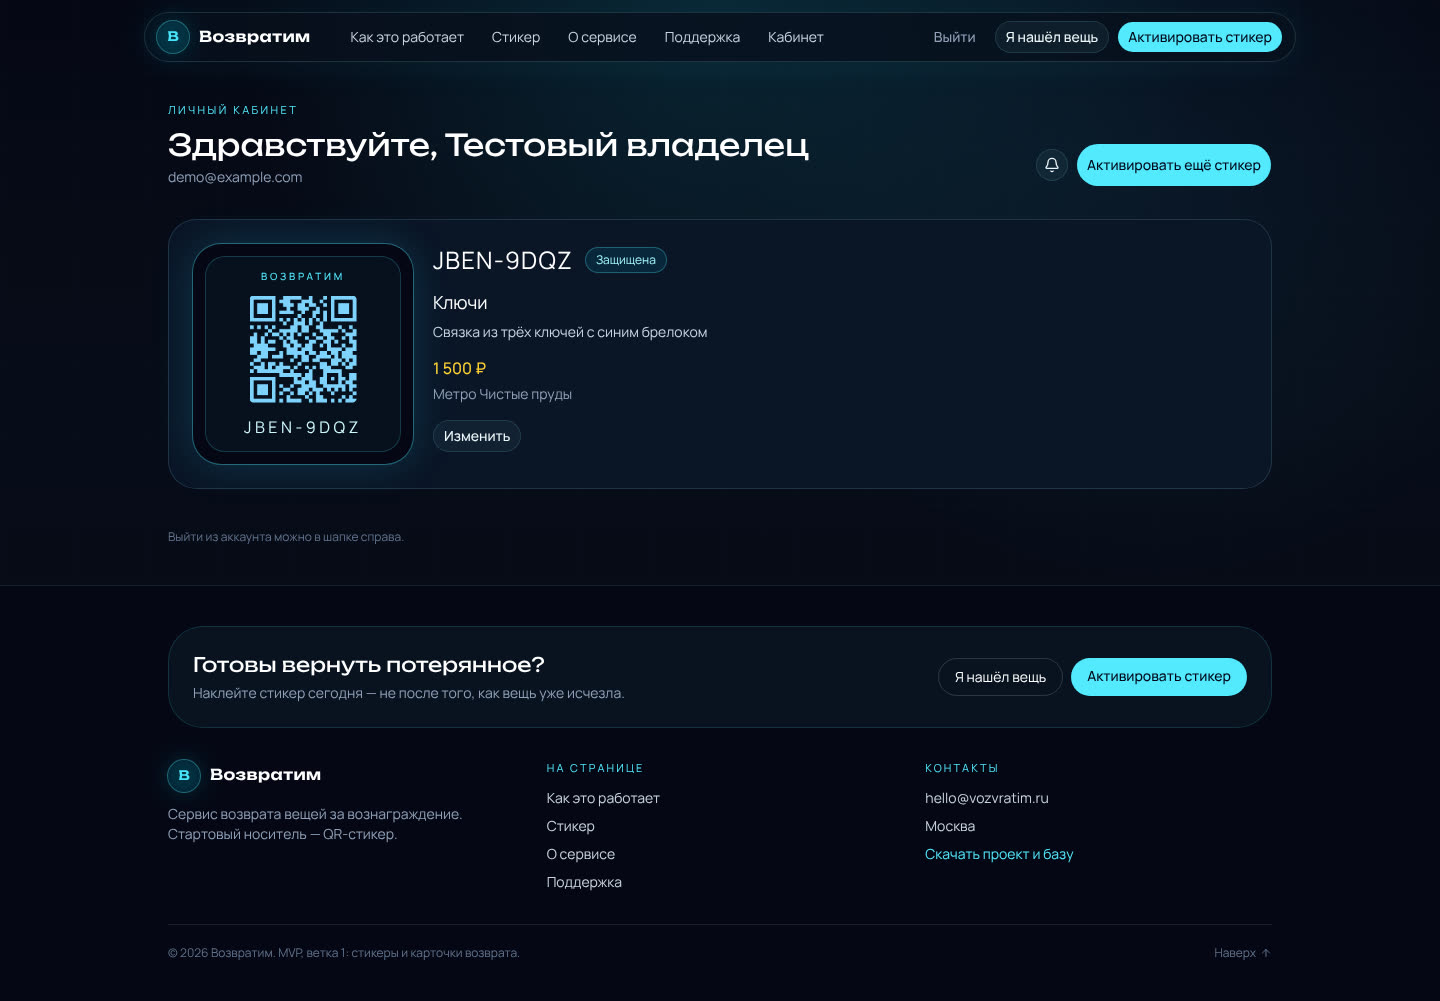 В Возвратим Как это работает Стикер О сервисе Поддержка Кабинет Выйти Я нашёл вещь Активировать стикер
ЛИЧНЫЙ КАБИНЕТ
Здравствуйте, Тестовый владелец
demo@example.com
Активировать ещё стикер
ВОЗВРАТИМ
JBEN-9DQZ
JBEN-9DQZ Защищена
Ключи
Связка из трёх ключей с синим брелоком
1 500 ₽
Метро Чистые пруды
Изменить
Выйти из аккаунта можно в шапке справа.
Готовы вернуть потерянное?
Наклейте стикер сегодня — не после того, как вещь уже исчезла.
Я нашёл вещь Активировать стикер
В Возвратим
Сервис возврата вещей за вознаграждение.
Стартовый носитель — QR-стикер.
НА СТРАНИЦЕ
Как это работает
Стикер
О сервисе
Поддержка
КОНТАКТЫ
hello@vozvratim.ru
Москва
Скачать проект и базу
© 2026 Возвратим. MVP, ветка 1: стикеры и карточки возврата.
Наверх ↑